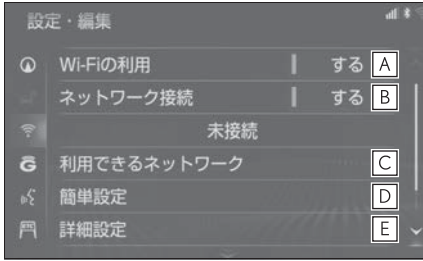 設定・編集
Wi-Fiの利用 する A
ネットワーク接続 する B
未接続
利用できるネットワーク C
簡単設定 D
詳細設定 E